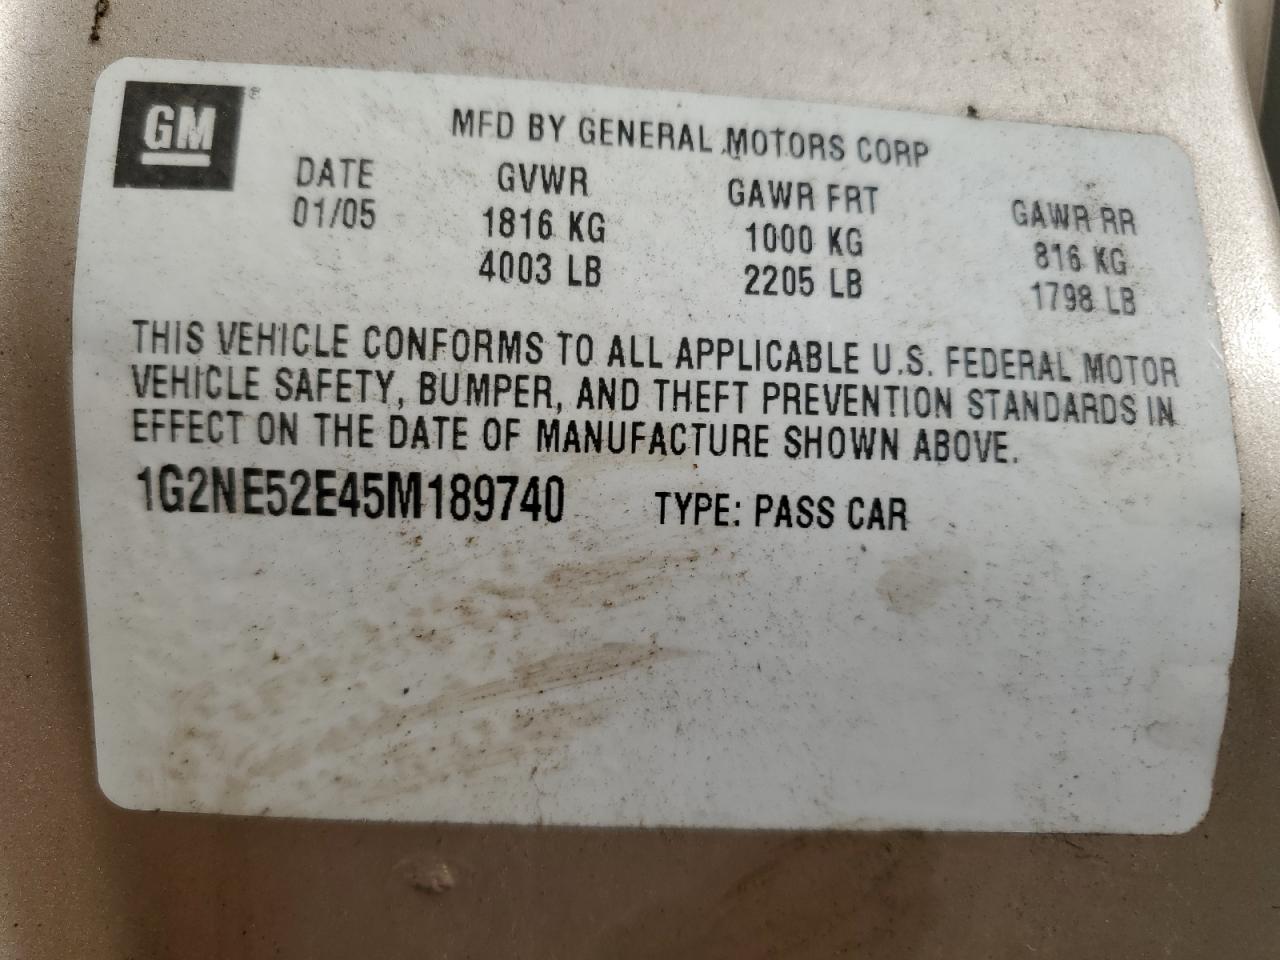 GM ®
MFD BY GENERAL MOTORS CORP
DATE GVWR GAWR FRT GAWR RR
01/05 1816 KG 1000 KG 816 KG
4003 LB 2205 LB 1798 LB
THIS VEHICLE CONFORMS TO ALL APPLICABLE U.S. FEDERAL MOTOR
VEHICLE SAFETY, BUMPER, AND THEFT PREVENTION STANDARDS IN
EFFECT ON THE DATE OF MANUFACTURE SHOWN ABOVE.
1G2NE52E45M189740 TYPE: PASS CAR